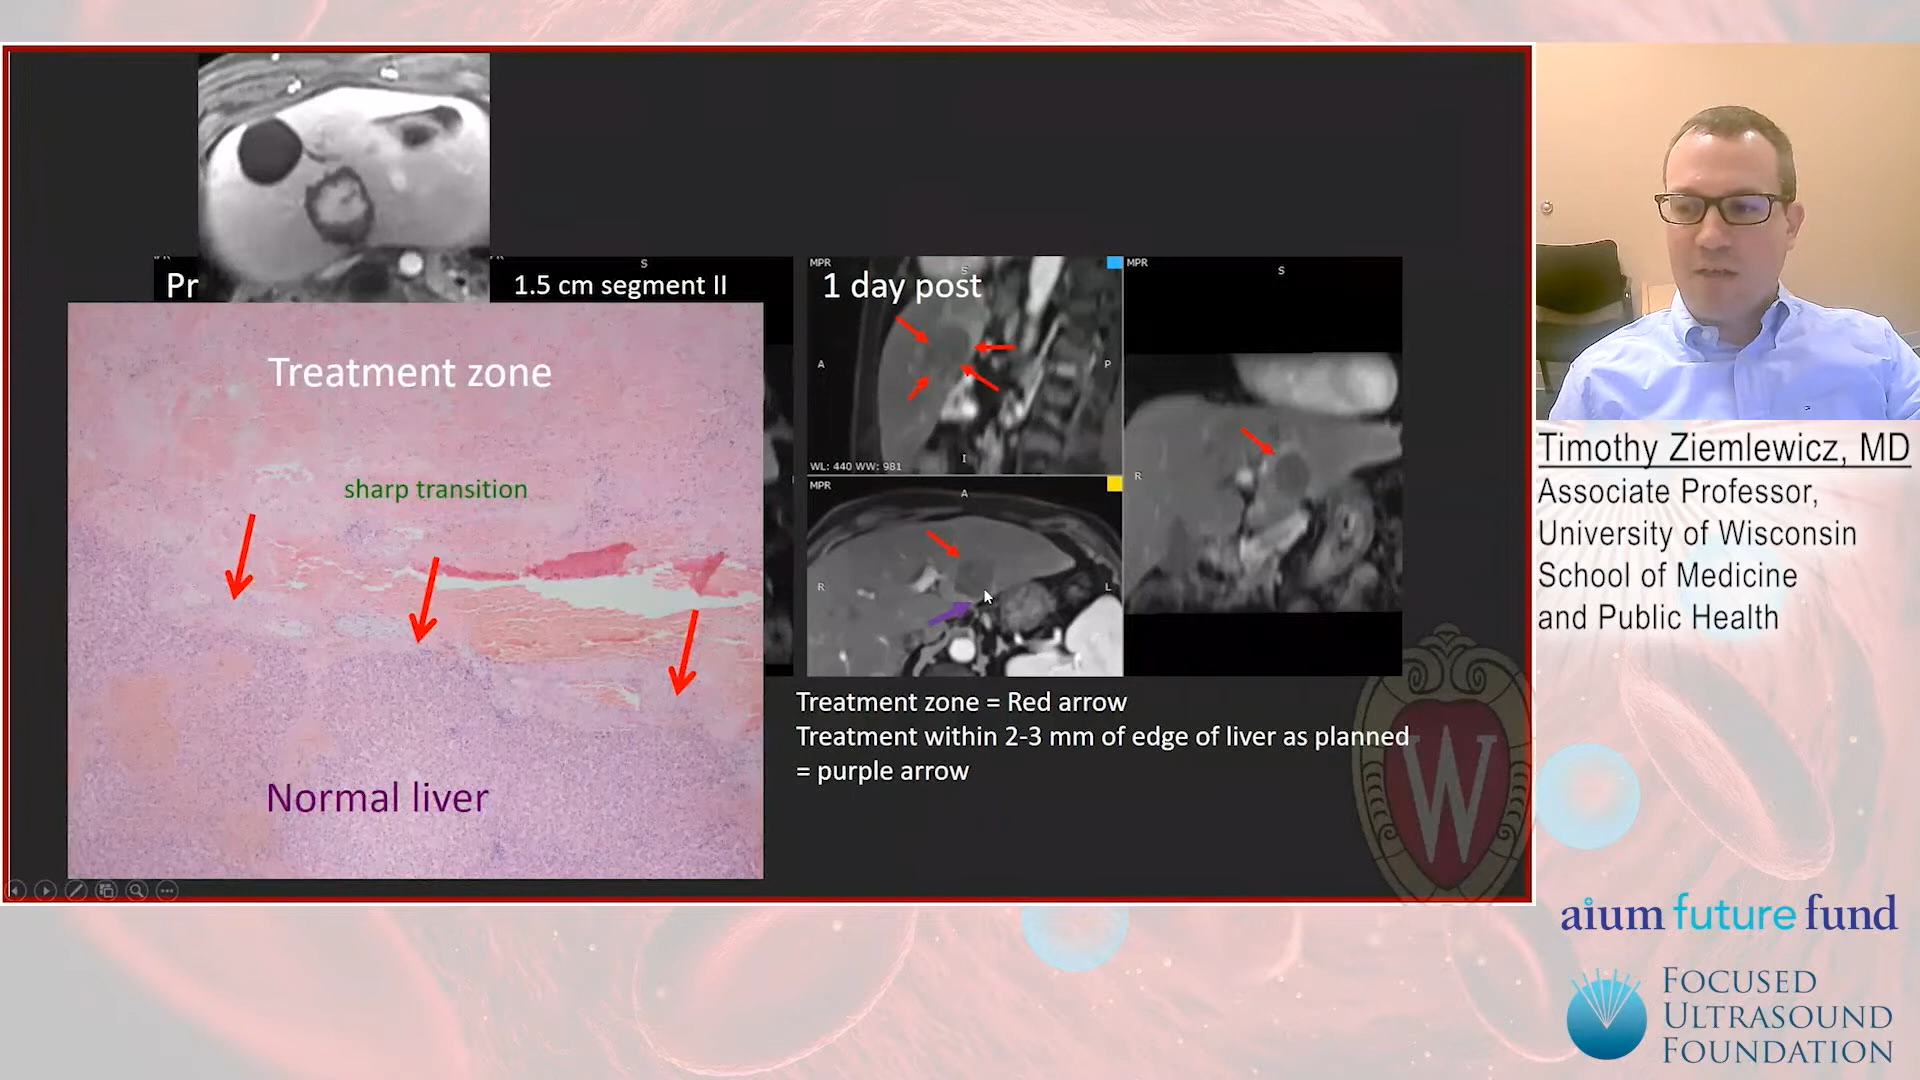 Pr
S
1.5 cm segment II
Treatment zone
sharp transition
Normal liver
MPR
S
1 day post
A
P
I
WL: 440 WW: 981
MPR
A
R
L
MPR
S
R
Treatment zone = Red arrow
Treatment within 2-3 mm of edge of liver as planned
= purple arrow
W
Timothy Ziemlewicz, MD
Associate Professor,
University of Wisconsin
School of Medicine
and Public Health
aium future fund
FOCUSED
ULTRASOUND
FOUNDATION